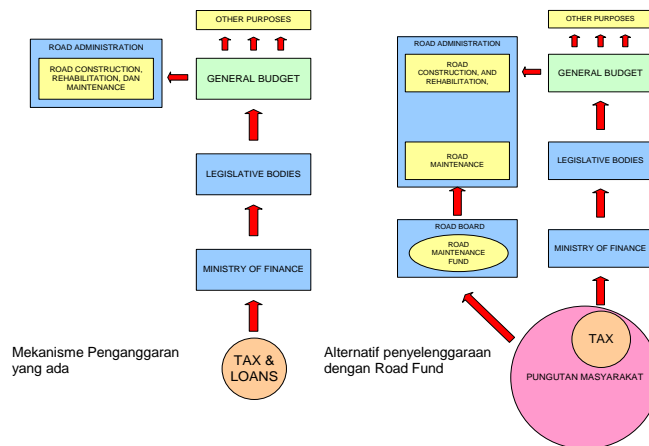 OTHER PURPOSES
ROAD ADMINISTRATION
ROAD CONSTRUCTION,
REHABILITATION, DAN
MAINTENANCE
GENERAL BUDGET
LEGISLATIVE BODIES
MINISTRY OF FINANCE
TAX &
LOANS
Mekanisme Penganggaran
yang ada
OTHER PURPOSES
ROAD ADMINISTRATION
ROAD
CONSTRUCTION, AND
REHABILITATION,
GENERAL BUDGET
ROAD
MAINTENANCE
LEGISLATIVE BODIES
ROAD BOARD
ROAD
MAINTENANCE
FUND
MINISTRY OF FINANCE
TAX
PUNGUTAN MASYARAKAT
Alternatif penyelenggaraan
dengan Road Fund